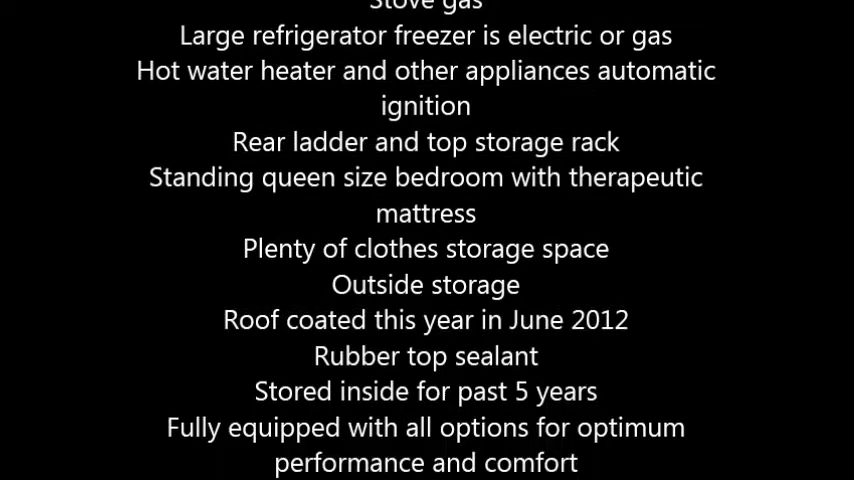 Stove gas
Large refrigerator freezer is electric or gas
Hot water heater and other appliances automatic
ignition
Rear ladder and top storage rack
Standing queen size bedroom with therapeutic
mattress
Plenty of clothes storage space
Outside storage
Roof coated this year in June 2012
Rubber top sealant
Stored inside for past 5 years
Fully equipped with all options for optimum
performance and comfort